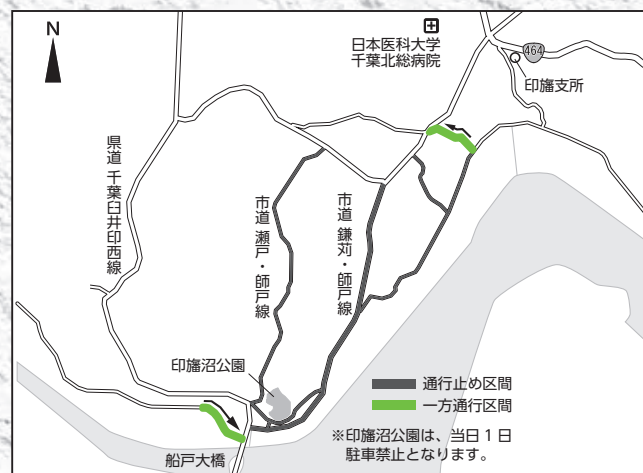 N
日本医科大学
千葉北総病院
464
印旛支所
県道 千葉臼井印西線
市道 瀬戸・師戸線
市道 鎌苅・師戸線
印旛沼公園
通行止め区間
一方通行区間
※印旛沼公園は、当日1日
駐車禁止となります。
船戸大橋